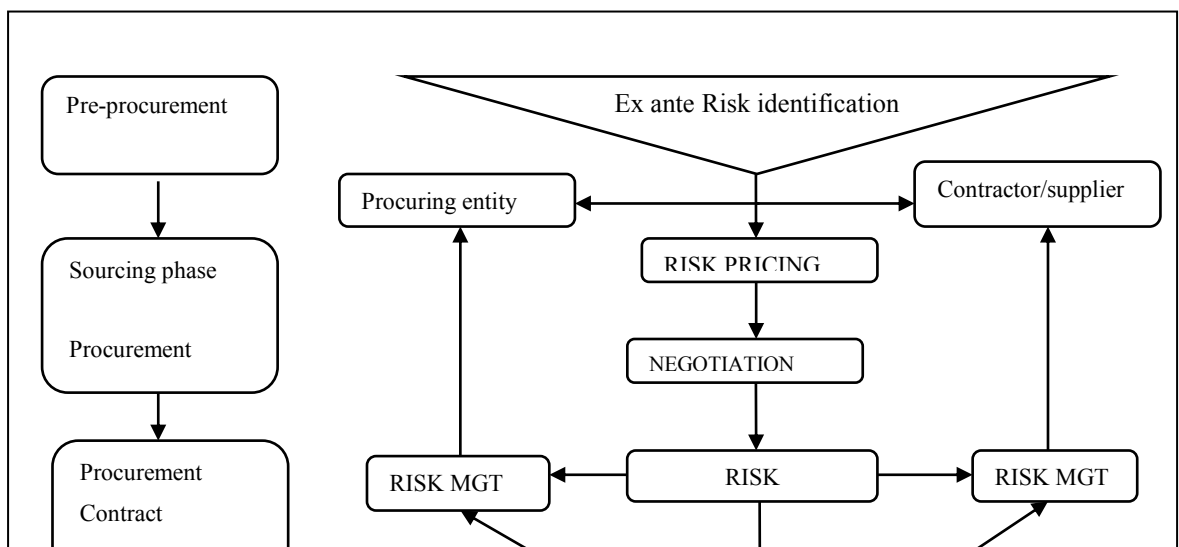 Pre-procurement
Ex ante Risk identification
Procuring entity
Contractor/supplier
Sourcing phase
RISK PRICING
Procurement
NEGOTIATION
Procurement
Contract
RISK MGT
RISK
RISK MGT